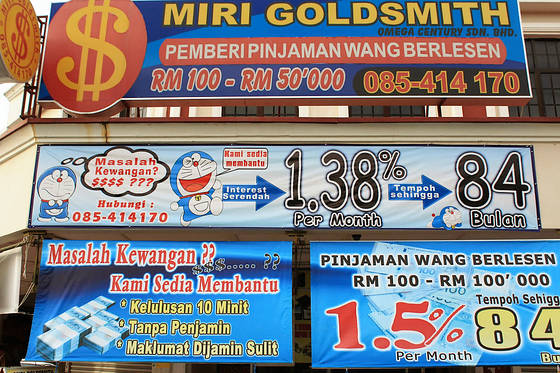 $
MIRI GOLDSMITH
OMEGA CENTURY SDN. BHD.
PEMBERI PINJAMAN WANG BERLESEN
RM 100 - RM 50'000
085-414 170
Masalah
Kewangan?
$$$$ ???
Hubungi :
085-414170
Kami sedia
membantu
Interest
Serendah
1.38%
Per Month
Tempoh
sehingga
84
Bulan
Masalah Kewangan ??
$$$...... ??
Kami Sedia Membantu
* Kelulusan 10 Minit
* Tanpa Penjamin
* Maklumat Dijamin Sulit
PINJAMAN WANG BERLESEN
RM 100 - RM 100' 000
1.5%
Per Month
Tempoh Sehingg
84
Bu